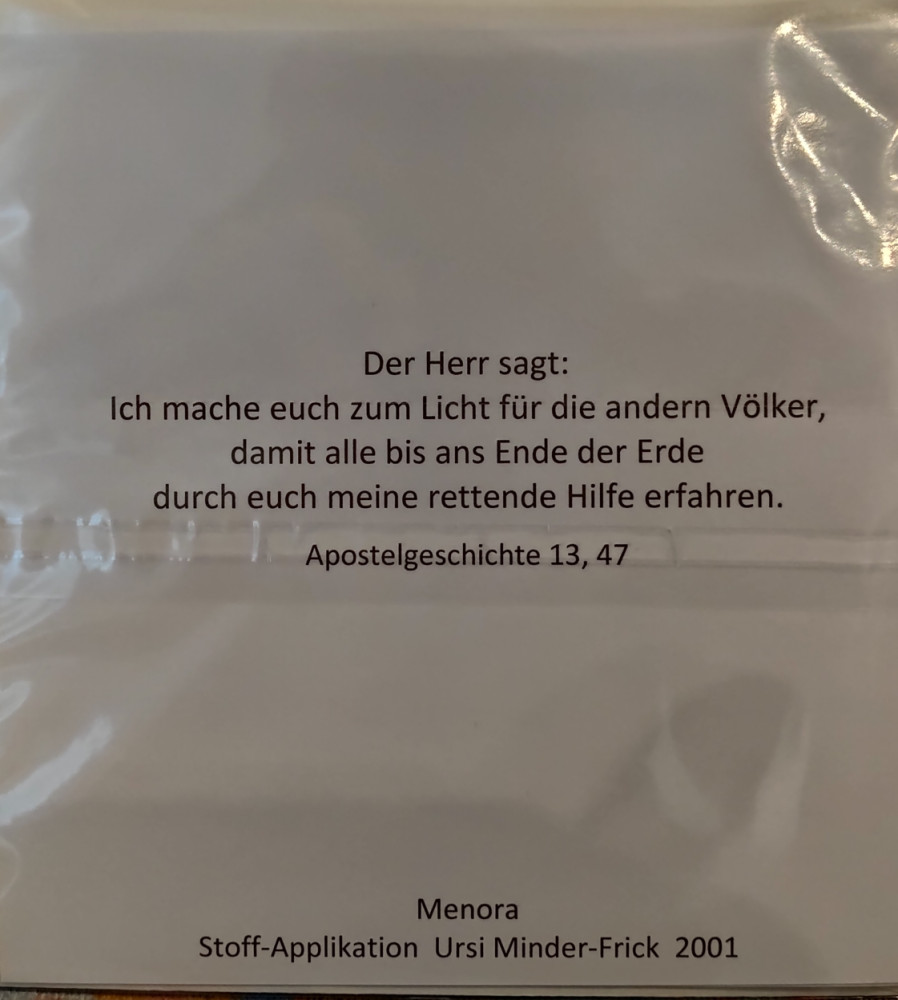 Der Herr sagt:
Ich mache euch zum Licht für die andern Völker,
damit alle bis ans Ende der Erde
durch euch meine rettende Hilfe erfahren.
Apostelgeschichte 13, 47
Menora
Stoff-Applikation Ursi Minder-Frick 2001